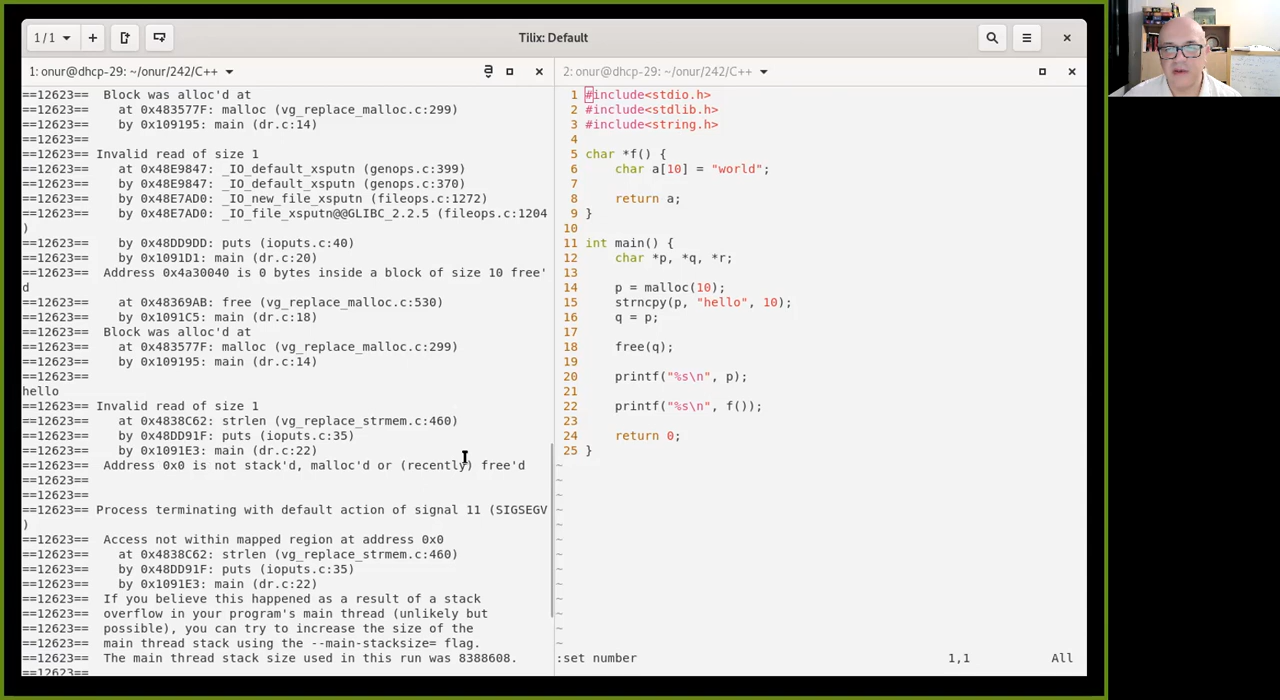 1 / 1
Tilix: Default
1: onur@dhcp-29: ~/onur/242/C++
==12623==  Block was alloc'd at
==12623==    at 0x483577F: malloc (vg_replace_malloc.c:299)
==12623==    by 0x109195: main (dr.c:14)
==12623==
==12623== Invalid read of size 1
==12623==    at 0x48E9847: _IO_default_xsputn (genops.c:399)
==12623==    by 0x48E9847: _IO_default_xsputn (genops.c:370)
==12623==    by 0x48E7AD0: _IO_new_file_xsputn (fileops.c:1272)
==12623==    by 0x48E7AD0: _IO_file_xsputn@@GLIBC_2.2.5 (fileops.c:1204
)
==12623==    by 0x48DD9DD: puts (ioputs.c:40)
==12623==    by 0x1091D1: main (dr.c:20)
==12623==  Address 0x4a30040 is 0 bytes inside a block of size 10 free'
d
==12623==    at 0x48369AB: free (vg_replace_malloc.c:530)
==12623==    by 0x1091C5: main (dr.c:18)
==12623==  Block was alloc'd at
==12623==    at 0x483577F: malloc (vg_replace_malloc.c:299)
==12623==    by 0x109195: main (dr.c:14)
==12623==
hello
==12623== Invalid read of size 1
==12623==    at 0x4838C62: strlen (vg_replace_strmem.c:460)
==12623==    by 0x48DD91F: puts (ioputs.c:35)
==12623==    by 0x1091E3: main (dr.c:22)
==12623==  Address 0x0 is not stack'd, malloc'd or (recently) free'd
==12623==
==12623==
==12623== Process terminating with default action of signal 11 (SIGSEGV
)
==12623==  Access not within mapped region at address 0x0
==12623==    at 0x4838C62: strlen (vg_replace_strmem.c:460)
==12623==    by 0x48DD91F: puts (ioputs.c:35)
==12623==    by 0x1091E3: main (dr.c:22)
==12623==  If you believe this happened as a result of a stack
==12623==  overflow in your program's main thread (unlikely but
==12623==  possible), you can try to increase the size of the
==12623==  main thread stack using the --main-stacksize= flag.
==12623==  The main thread stack size used in this run was 8388608.
==12623==
2: onur@dhcp-29: ~/onur/242/C++
1 #include<stdio.h>
2 #include<stdlib.h>
3 #include<string.h>
4
5 char *f() {
6     char a[10] = "world";
7
8     return a;
9 }
10
11 int main() {
12     char *p, *q, *r;
13
14     p = malloc(10);
15     strncpy(p, "hello", 10);
16     q = p;
17
18     free(q);
19
20     printf("%s\n", p);
21
22     printf("%s\n", f());
23
24     return 0;
25 }
~
~
~
~
~
~
~
~
~
~
~
~
~
:set number 1,1 All